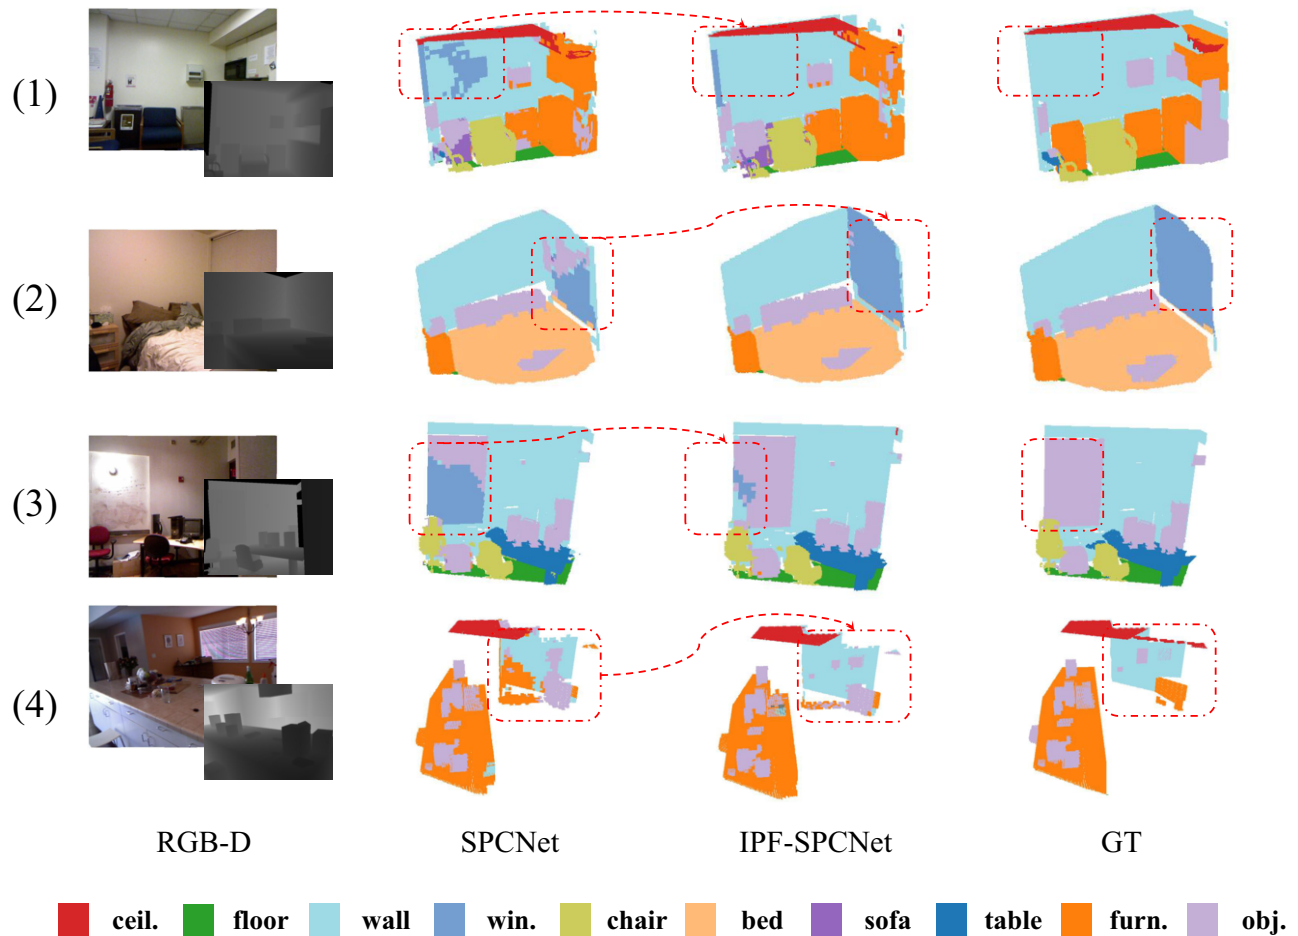 (1)
(2)
(3)
(4)
RGB-D SPCNet IPF-SPCNet GT
ceil. floor wall win. chair bed sofa table furn. obj.